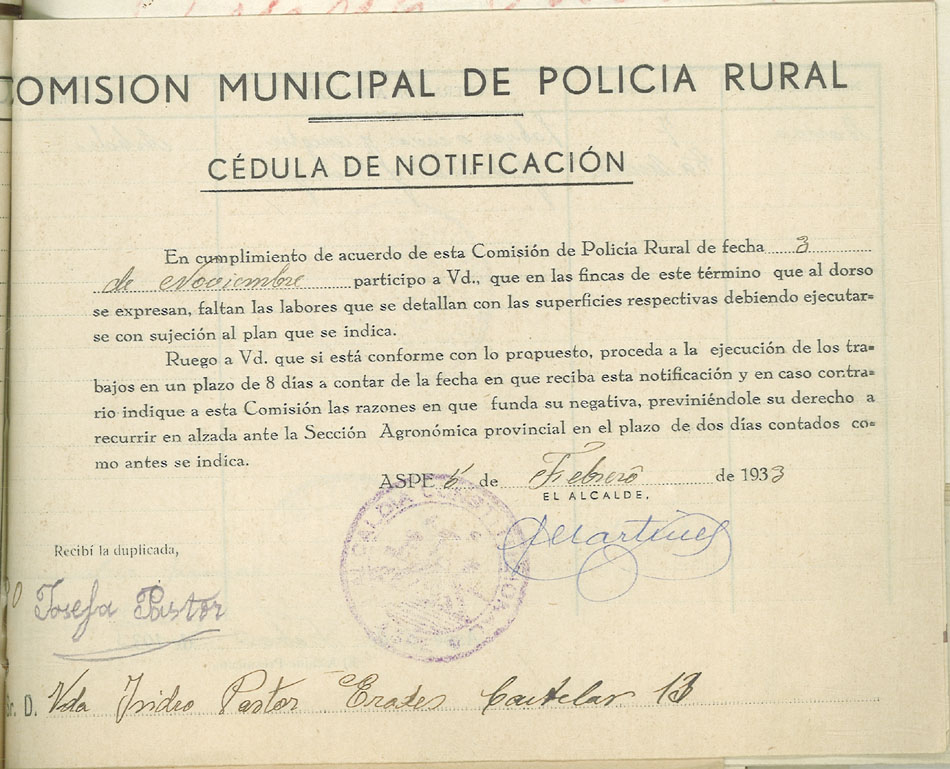 COMISION MUNICIPAL DE POLICIA RURAL
CÉDULA DE NOTIFICACIÓN
En cumplimiento de acuerdo de esta Comisión de Policía Rural de fecha 3
de Noviembre participo a Vd., que en las fincas de este término que al dorso
se expresan, faltan las labores que se detallan con las superficies respectivas debiendo ejecutar=
se con sujeción al plan que se indica.
Ruego a Vd. que si está conforme con lo propuesto, proceda a la ejecución de los tra=
bajos en un plazo de 8 días a contar de la fecha en que reciba esta notificación y en caso contra=
rio indique a esta Comisión las razones en que funda su negativa, previniéndole su derecho a
recurrir en alzada ante la Sección Agronómica provincial en el plazo de dos días contados co=
mo antes se indica.
ASPE 5 de Febrero de 1933
EL ALCALDE,
Martinez
ALCALDIA CONSTITUCIONAL
Recibí la duplicada,
Josefa Pastor
Sr. D. Vda Isidro Pastor Erades Castelar 13